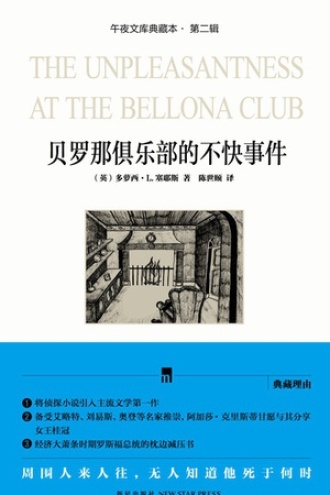 午夜文库典藏本·第二辑
THE UNPLEASANTNESS
AT THE BELLONA CLUB
贝罗那俱乐部的不快事件
（英）多萝西·L.塞耶斯 著 陈世颐 译
m
典藏理由
1 将侦探小说引入主流文学第一作
2 备受艾略特、刘易斯、奥登等名家推崇，阿加莎·克里斯蒂甘愿与其分享
女王桂冠
3 经济大萧条时期罗斯福总统的枕边减压书
周围人来人往，无人知道他死于何时
新星出版社 NEW STAR PRESS